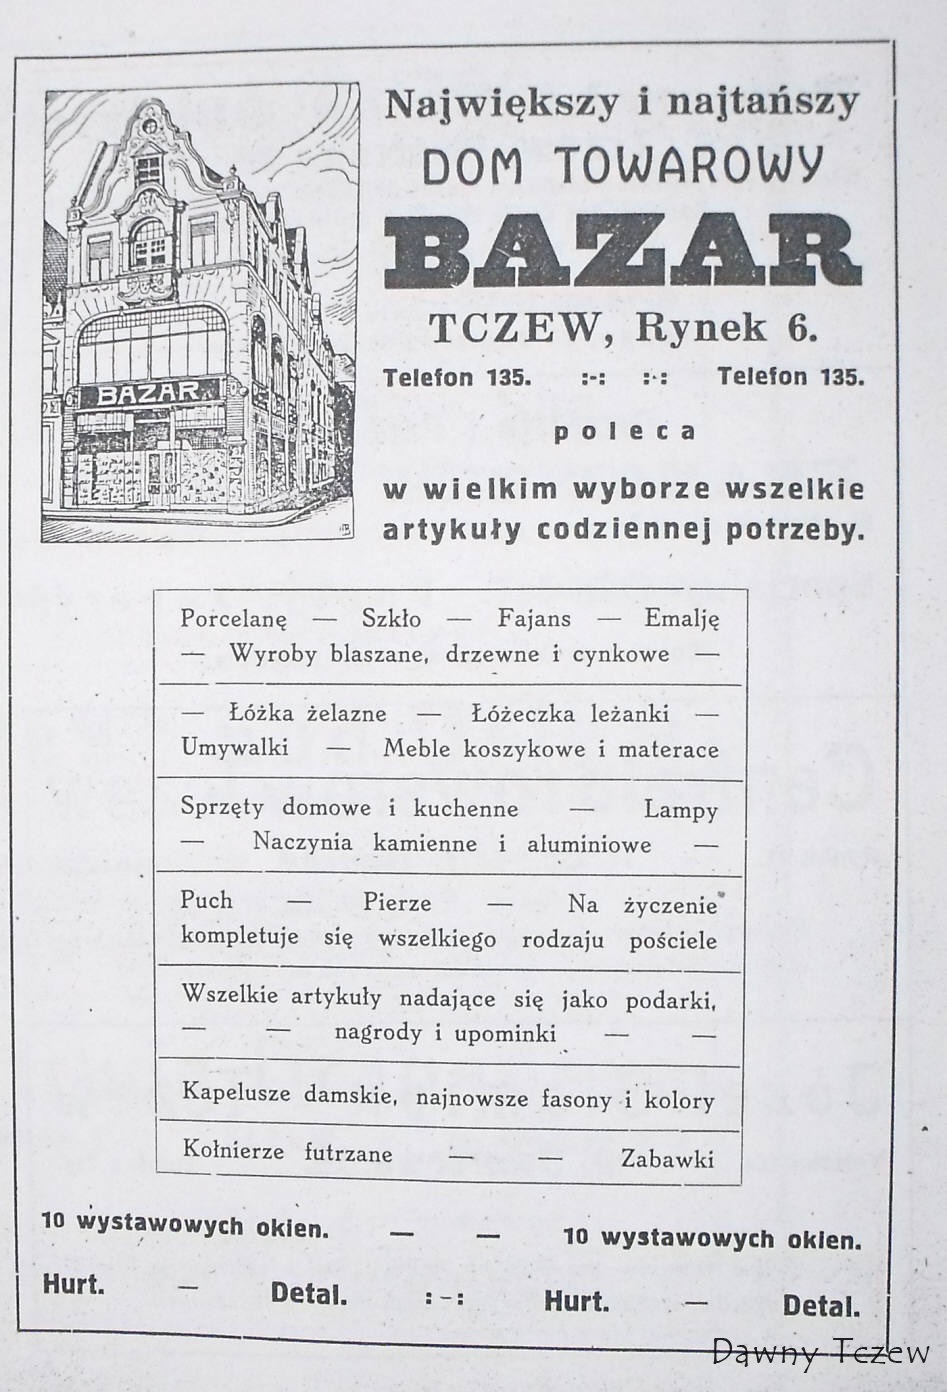 Największy i najtańszy
DOM TOWAROWY
BAZAR
TCZEW, Rynek 6.
Telefon 135. :-: :-: Telefon 135.
poleca
w wielkim wyborze wszelkie
artykuły codziennej potrzeby.
BAZAR
Porcelanę — Szkło — Fajans — Emalję
— Wyroby blaszane, drzewne i cynkowe —
— Łóżka żelazne — Łóżeczka leżanki —
Umywalki — Meble koszykowe i materace
Sprzęty domowe i kuchenne — Lampy
— Naczynia kamienne i aluminiowe —
Puch — Pierze — Na życzenie
kompletuje się wszelkiego rodzaju pościele
Wszelkie artykuły nadające się jako podarki,
— — nagrody i upominki — —
Kapelusze damskie, najnowsze fasony i kolory
Kołnierze futrzane — — Zabawki
10 wystawowych okien. — — 10 wystawowych okien.
Hurt. — Detal. :-: Hurt. — Detal.
Dawny Tczew